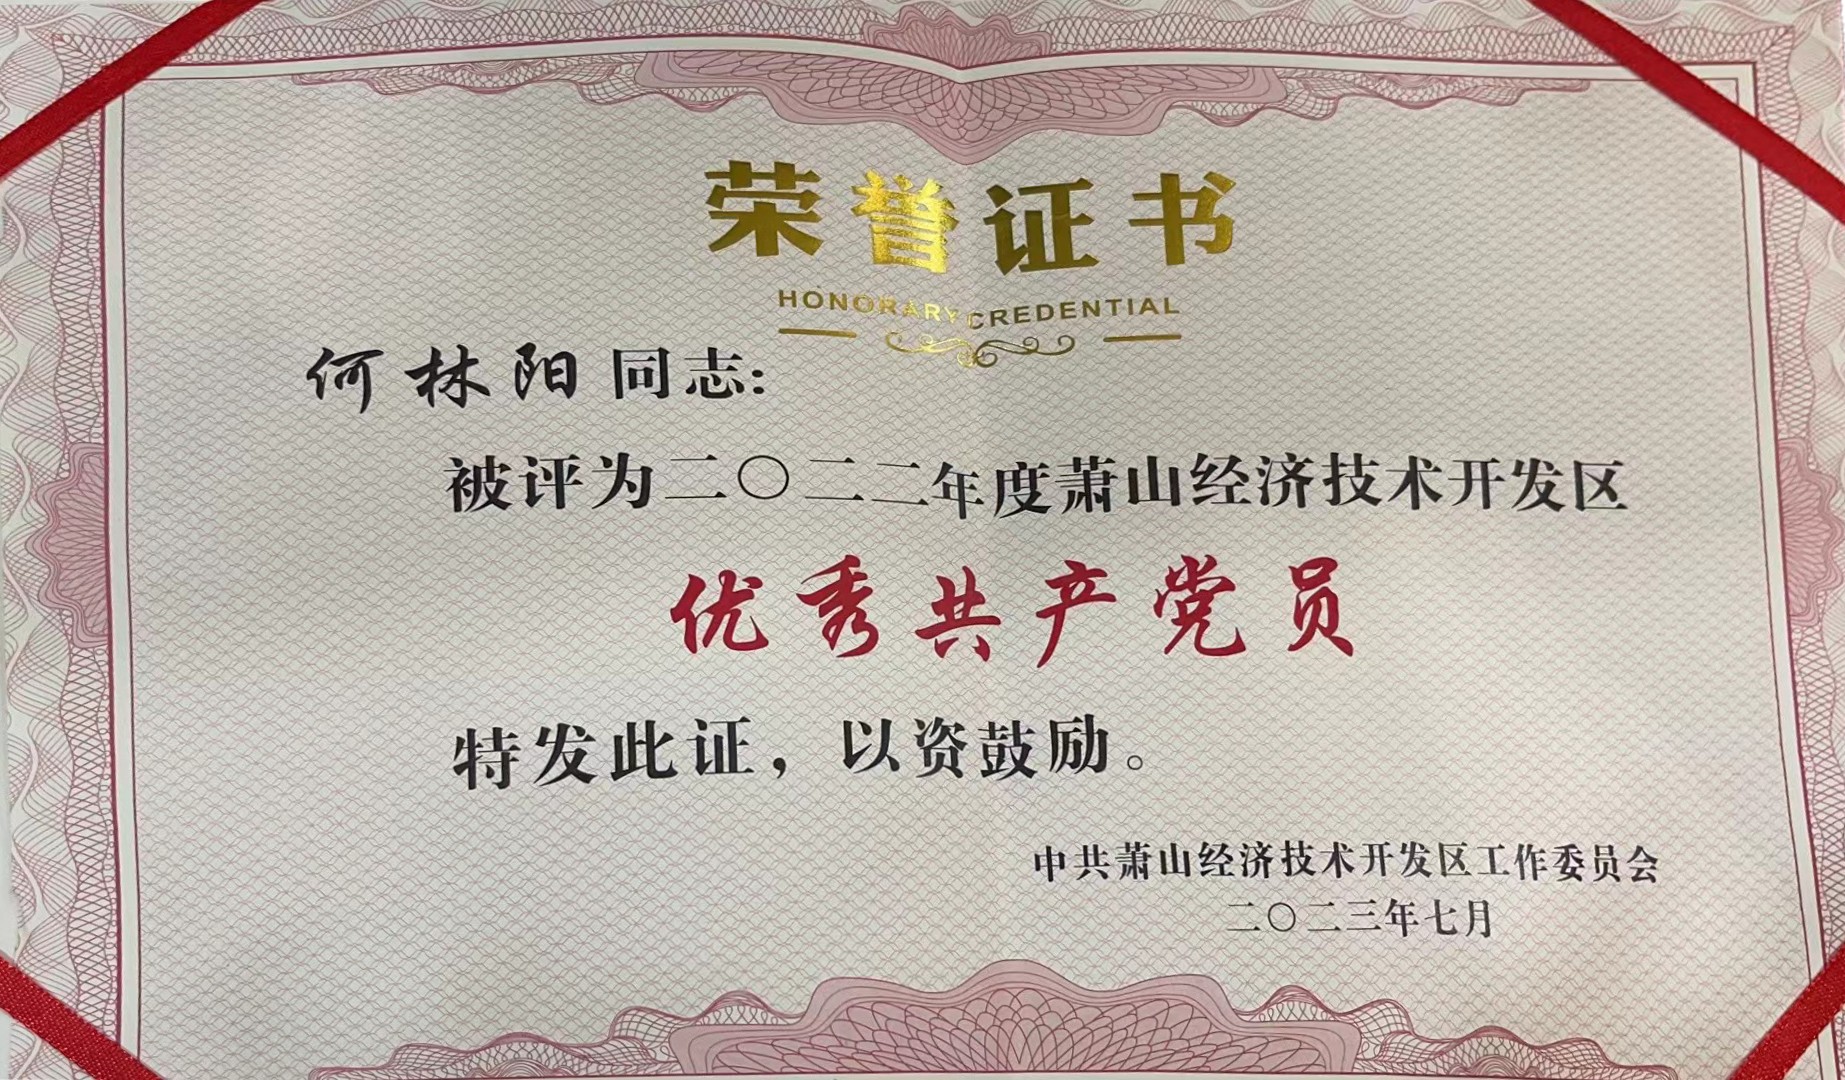 荣誉证书
HONORARY CREDENTIAL
何林阳同志:
被评为二〇二二年度萧山经济技术开发区
优秀共产党员
特发此证，以资鼓励。
中共萧山经济技术开发区工作委员会
二〇二三年七月